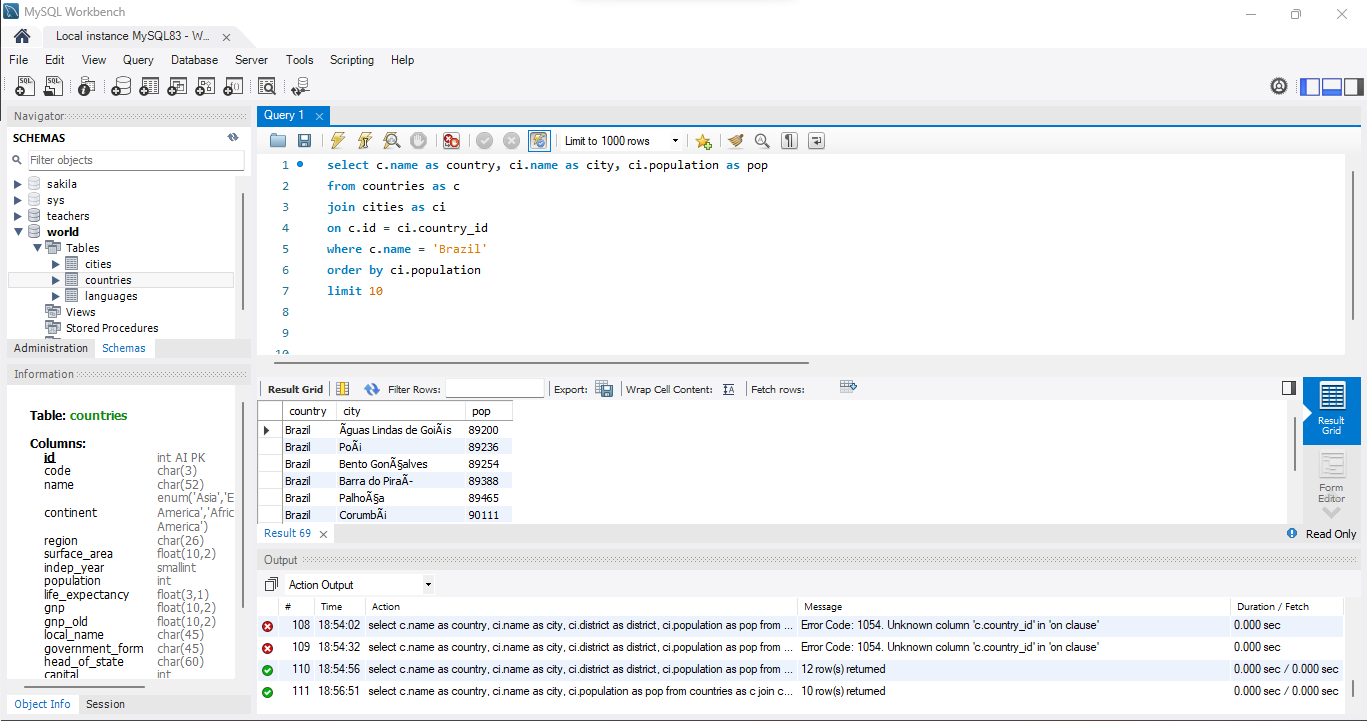 MySQL Workbench
Local instance MySQL83 - W... ×
File Edit View Query Database Server Tools Scripting Help
Navigator
SCHEMAS
Filter objects
sakila
sys
teachers
world
Tables
cities
countries
languages
Views
Stored Procedures
Administration Schemas
Information
Table: countries
Columns:
id int AI PK
code char(3)
name char(52)
enum('Asia','E
continent America','Afric
America')
region char(26)
surface_area float(10,2)
indep_year smallint
population int
life_expectancy float(3,1)
gnp float(10,2)
gnp_old float(10,2)
local_name char(45)
government_form char(45)
head_of_state char(60)
capital int
Object Info Session
Query 1 ×
Limit to 1000 rows
1 select c.name as country, ci.name as city, ci.population as pop
2 from countries as c
3 join cities as ci
4 on c.id = ci.country_id
5 where c.name = 'Brazil'
6 order by ci.population
7 limit 10
8
9
10
Result Grid Filter Rows: Export: Wrap Cell Content: Fetch rows:
country city pop
Brazil Ãguas Lindas de GoiÃis 89200
Brazil PoÃi 89236
Brazil Bento GonÃ§alves 89254
Brazil Barra do PiraÃ- 89388
Brazil PalhoÃ§a 89465
Brazil CorumbÃi 90111
Result Grid
Form Editor
Result 69 ×
Read Only
Output
Action Output
# Time Action Message Duration / Fetch
108 18:54:02 select c.name as country, ci.name as city, ci.district as district, ci.population as pop from ... Error Code: 1054. Unknown column 'c.country_id' in 'on clause' 0.000 sec
109 18:54:32 select c.name as country, ci.name as city, ci.district as district, ci.population as pop from ... Error Code: 1054. Unknown column 'c.country_id' in 'on clause' 0.000 sec
110 18:54:56 select c.name as country, ci.name as city, ci.district as district, ci.population as pop from ... 12 row(s) returned 0.000 sec / 0.000 sec
111 18:56:51 select c.name as country, ci.name as city, ci.population as pop from countries as c join c... 10 row(s) returned 0.000 sec / 0.000 sec